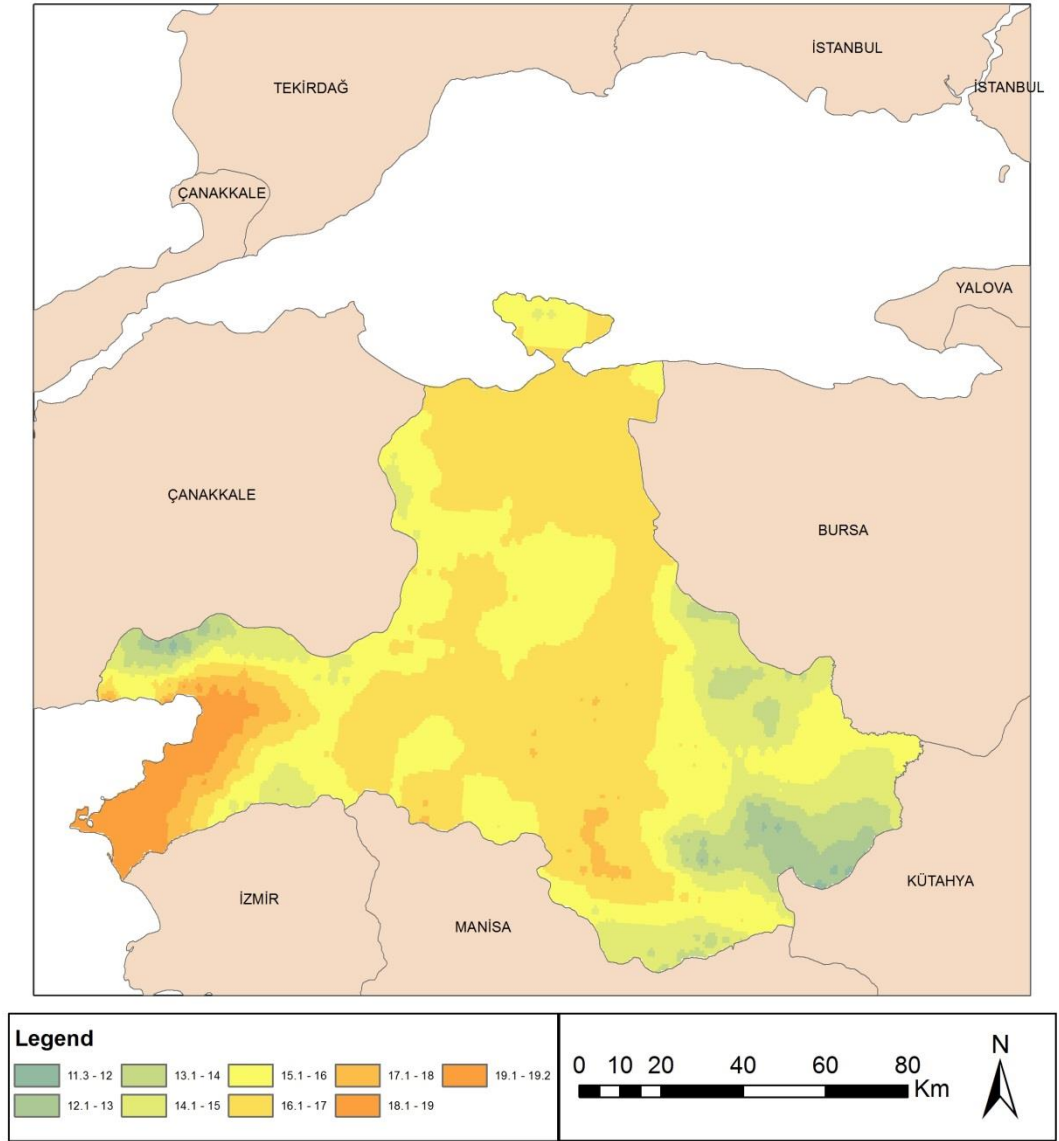 İSTANBUL
TEKİRDAĞ
İSTANBUL
ÇANAKKALE
YALOVA
ÇANAKKALE
BURSA
KÜTAHYA
İZMİR
MANİSA
Legend
11.3 - 12
13.1 - 14
15.1 - 16
17.1 - 18
19.1 - 19.2
12.1 - 13
14.1 - 15
16.1 - 17
18.1 - 19
0 10 20 40 60 80
Km
N